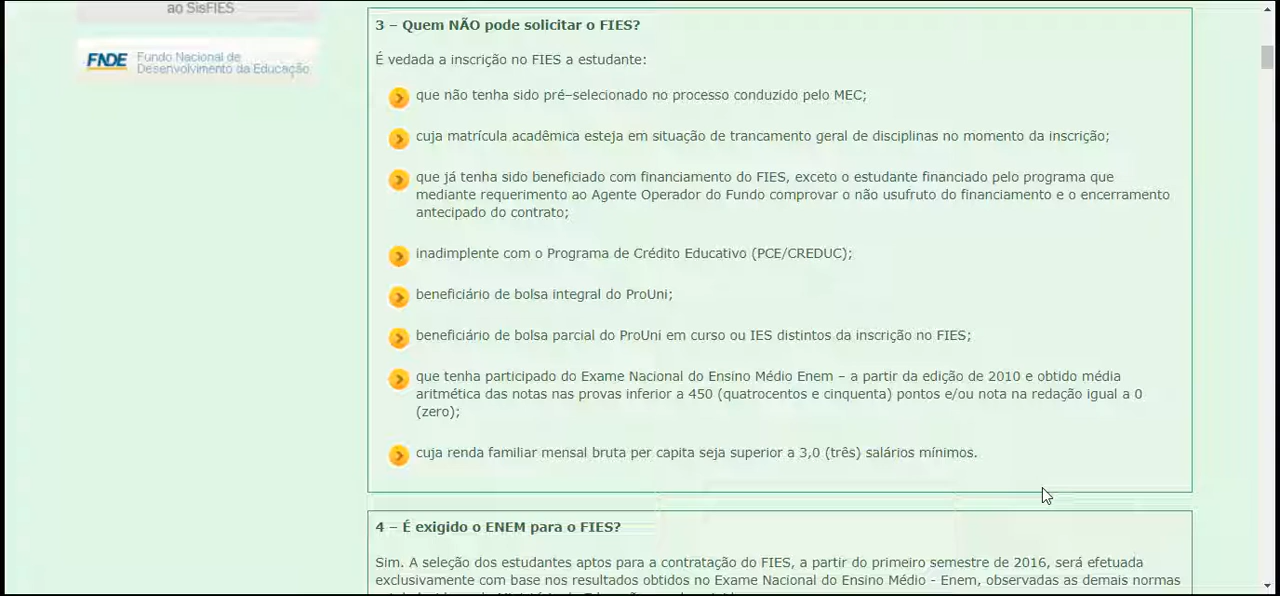 ao SisFIES
FNDE Fundo Nacional de
Desenvolvimento da Educação
3 – Quem NÃO pode solicitar o FIES?
É vedada a inscrição no FIES a estudante:
que não tenha sido pré–selecionado no processo conduzido pelo MEC;
cuja matrícula acadêmica esteja em situação de trancamento geral de disciplinas no momento da inscrição;
que já tenha sido beneficiado com financiamento do FIES, exceto o estudante financiado pelo programa que
mediante requerimento ao Agente Operador do Fundo comprovar o não usufruto do financiamento e o encerramento
antecipado do contrato;
inadimplente com o Programa de Crédito Educativo (PCE/CREDUC);
beneficiário de bolsa integral do ProUni;
beneficiário de bolsa parcial do ProUni em curso ou IES distintos da inscrição no FIES;
que tenha participado do Exame Nacional do Ensino Médio Enem – a partir da edição de 2010 e obtido média
aritmética das notas nas provas inferior a 450 (quatrocentos e cinquenta) pontos e/ou nota na redação igual a 0
(zero);
cuja renda familiar mensal bruta per capita seja superior a 3,0 (três) salários mínimos.
4 – É exigido o ENEM para o FIES?
Sim. A seleção dos estudantes aptos para a contratação do FIES, a partir do primeiro semestre de 2016, será efetuada
exclusivamente com base nos resultados obtidos no Exame Nacional do Ensino Médio - Enem, observadas as demais normas